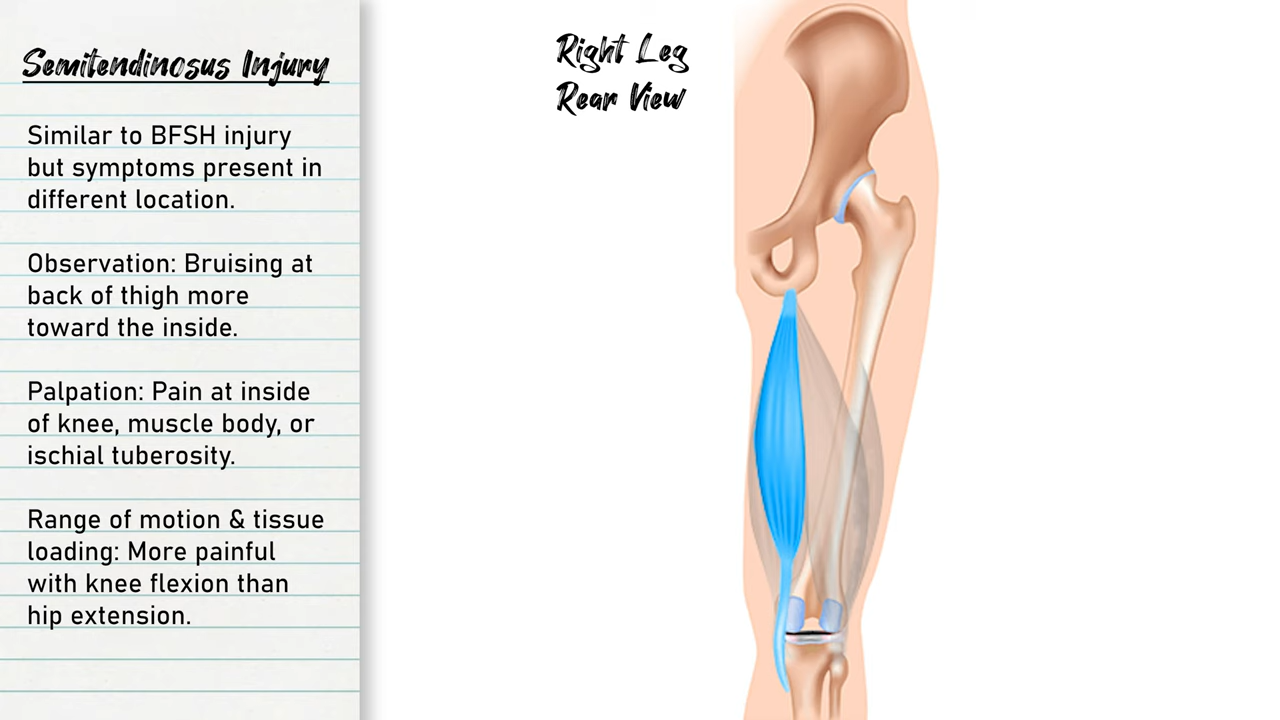 Semitendinosus Injury
Similar to BFSH injury
but symptoms present in
different location.
Observation: Bruising at
back of thigh more
toward the inside.
Palpation: Pain at inside
of knee, muscle body, or
ischial tuberosity.
Range of motion & tissue
loading: More painful
with knee flexion than
hip extension.
Right Leg
Rear View